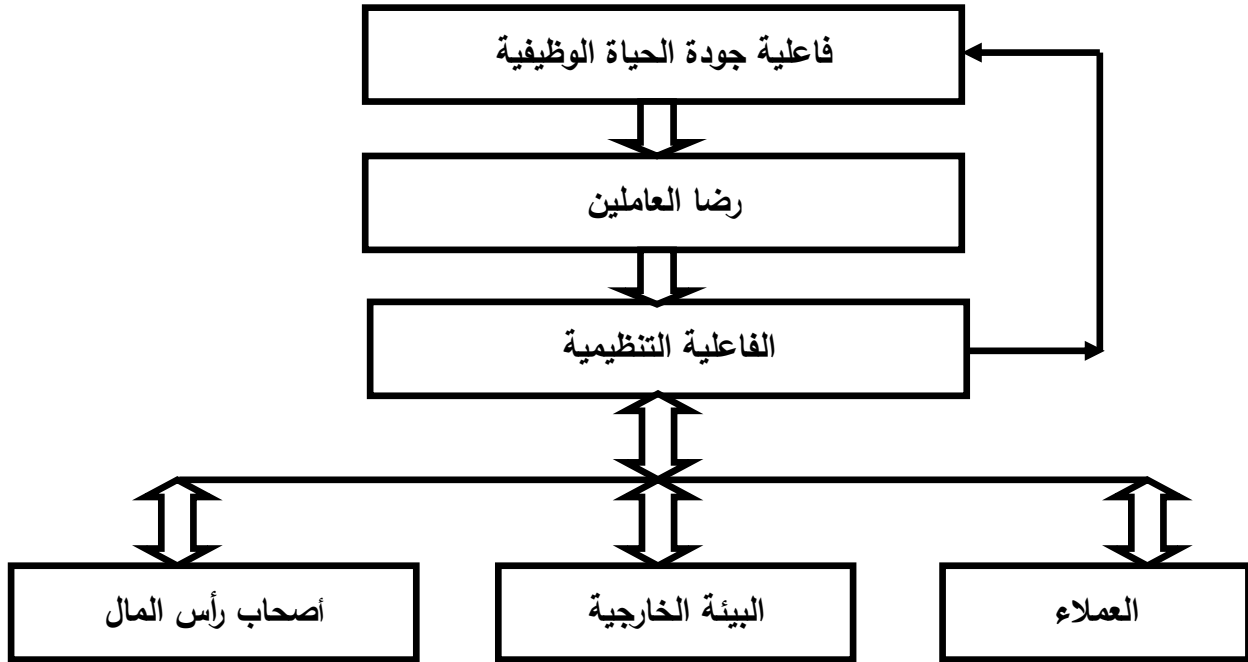 فاعلية جودة الحياة الوظيفية
رضا العاملين
الفاعلية التنظيمية
العملاء
البيئة الخارجية
أصحاب رأس المال